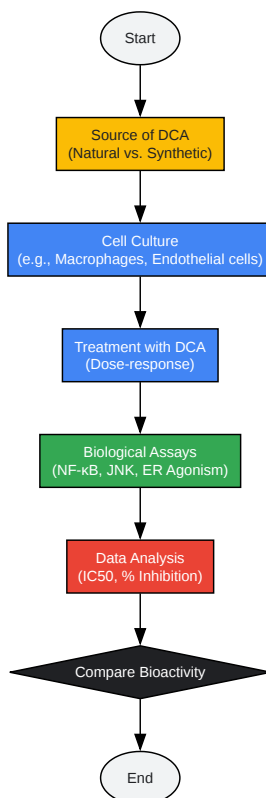 Start
Source of DCA
(Natural vs. Synthetic)
Cell Culture
(e.g., Macrophages, Endothelial cells)
Treatment with DCA
(Dose-response)
Biological Assays
(NF-κB, JNK, ER Agonism)
Data Analysis
(IC50, % Inhibition)
Compare Bioactivity
End